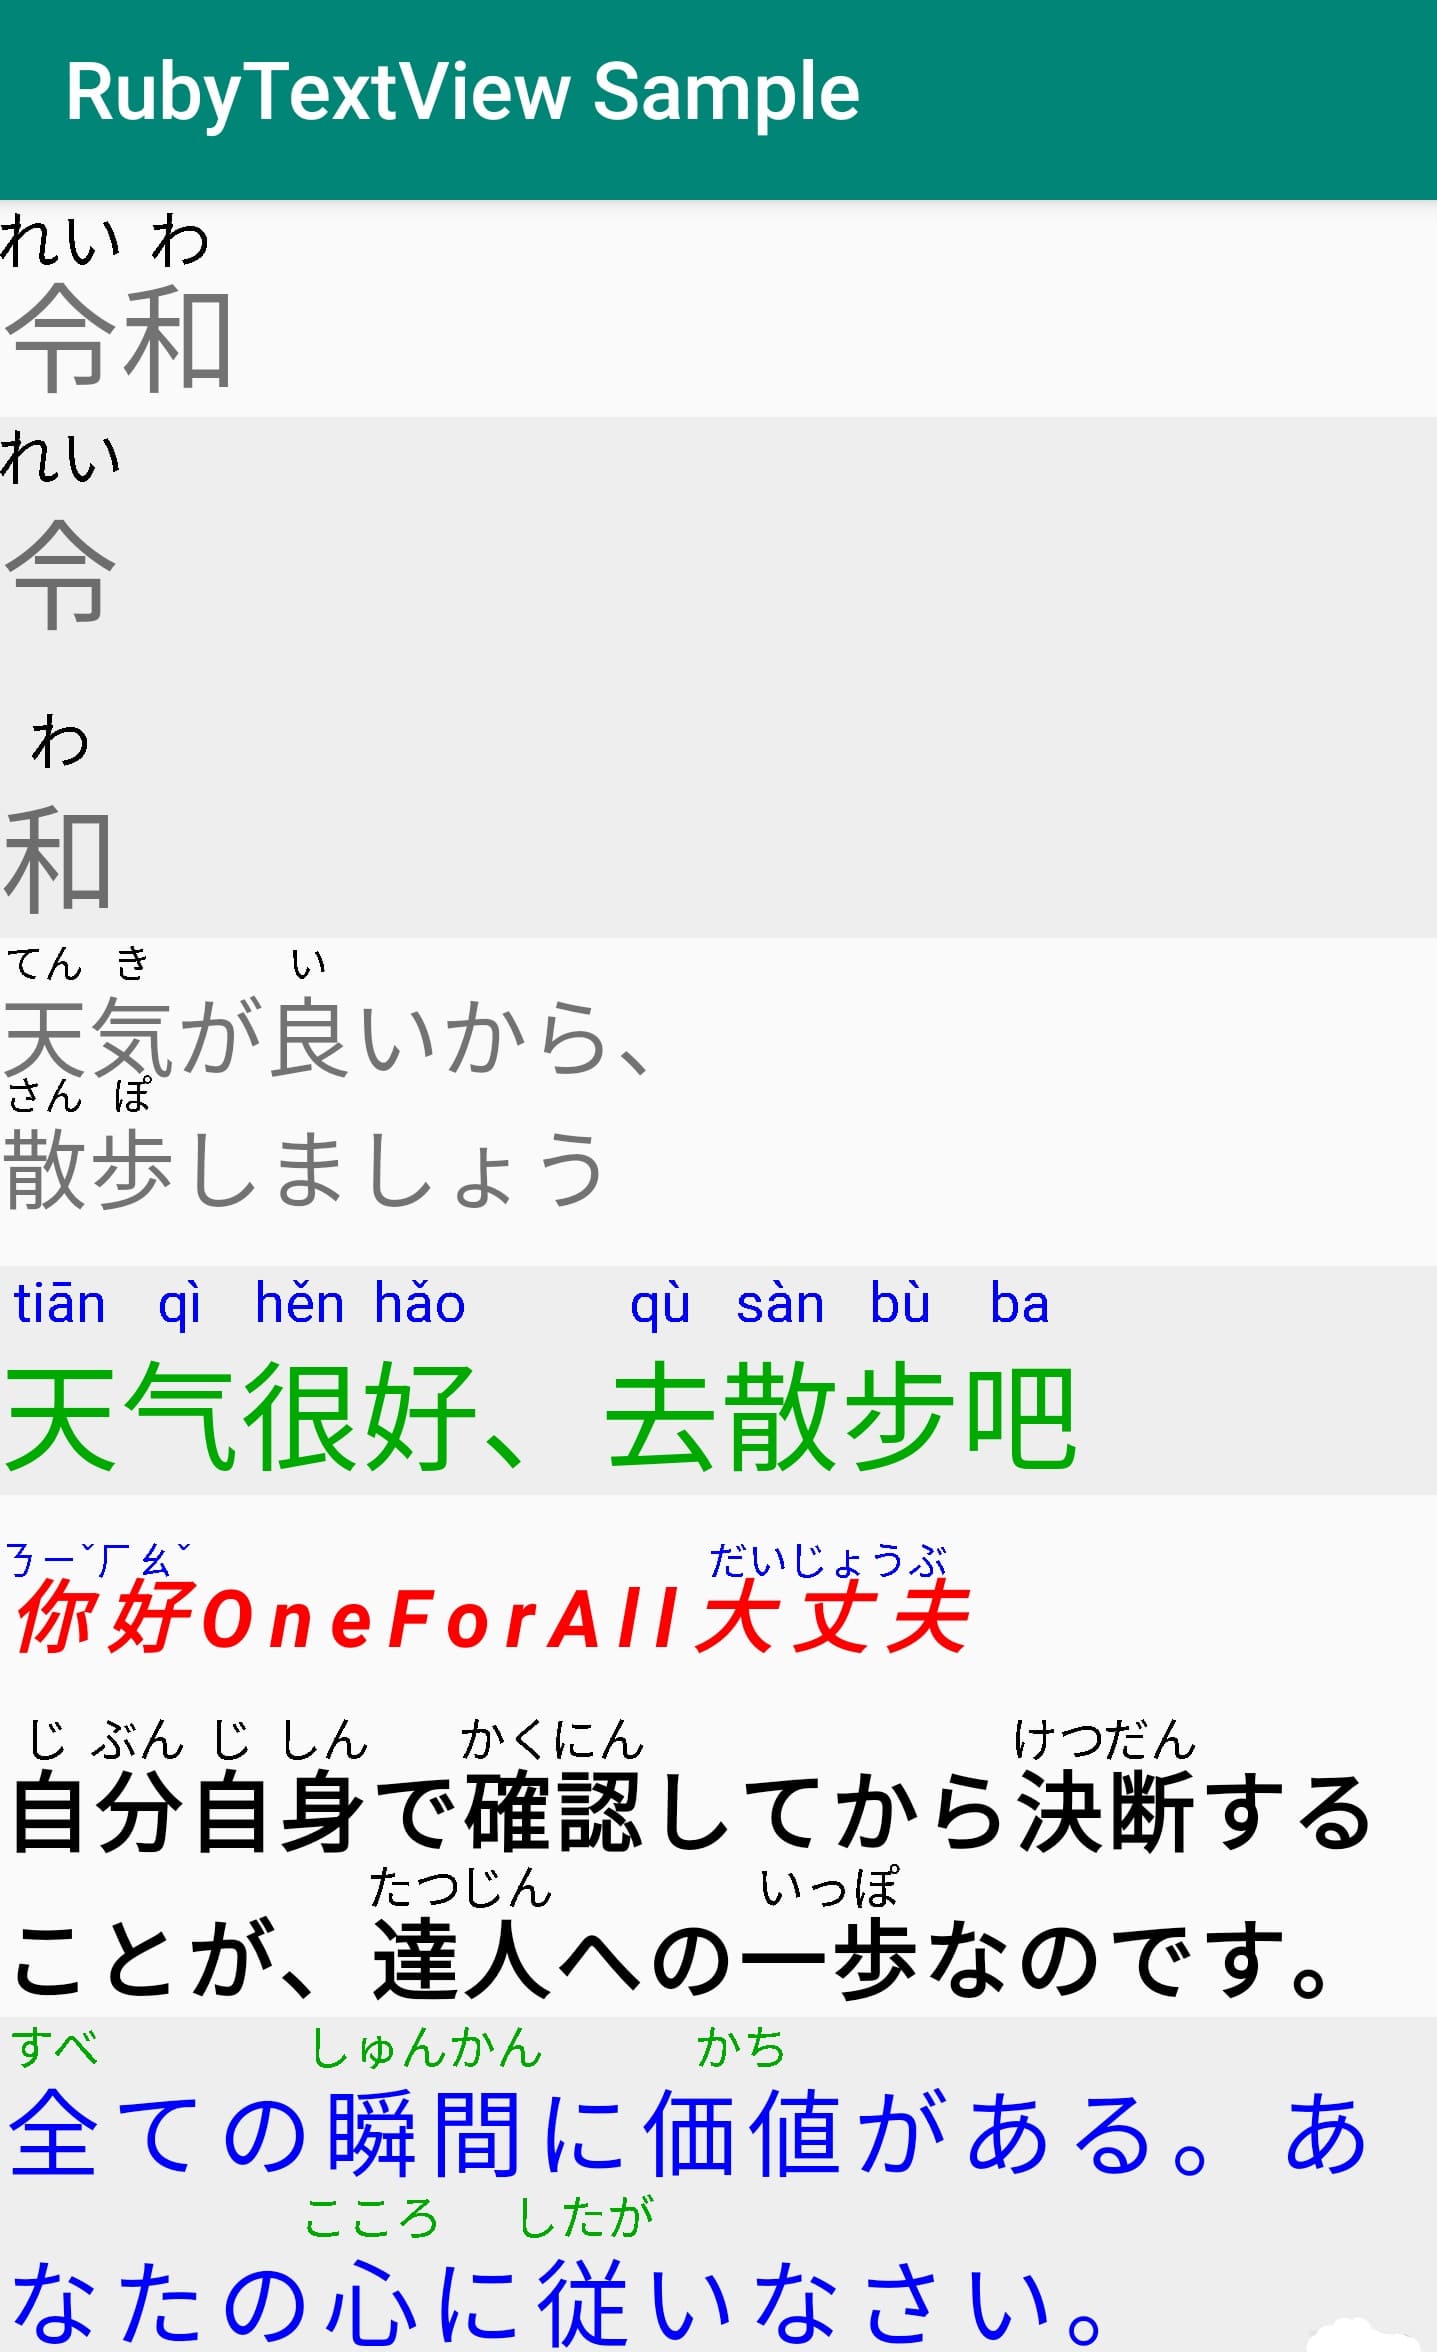 RubyTextView Sample
れい わ
令和
れい
令
わ
和
てん き い
天気が良いから、
さん ぽ
散歩しましょう
tiān qì hěn hǎo qù sàn bù ba
天气很好、去散步吧
ㄋㄧˇㄏㄠˇ だいじょうぶ
你好OneForAll大丈夫
じ ぶん じ しん かくにん けつだん
自分自身で確認してから決断する
たつじん いっぽ
ことが、達人への一歩なのです。
すべ しゅんかん かち
全ての瞬間に価値がある。あ
こころ したが
なたの心に従いなさい。